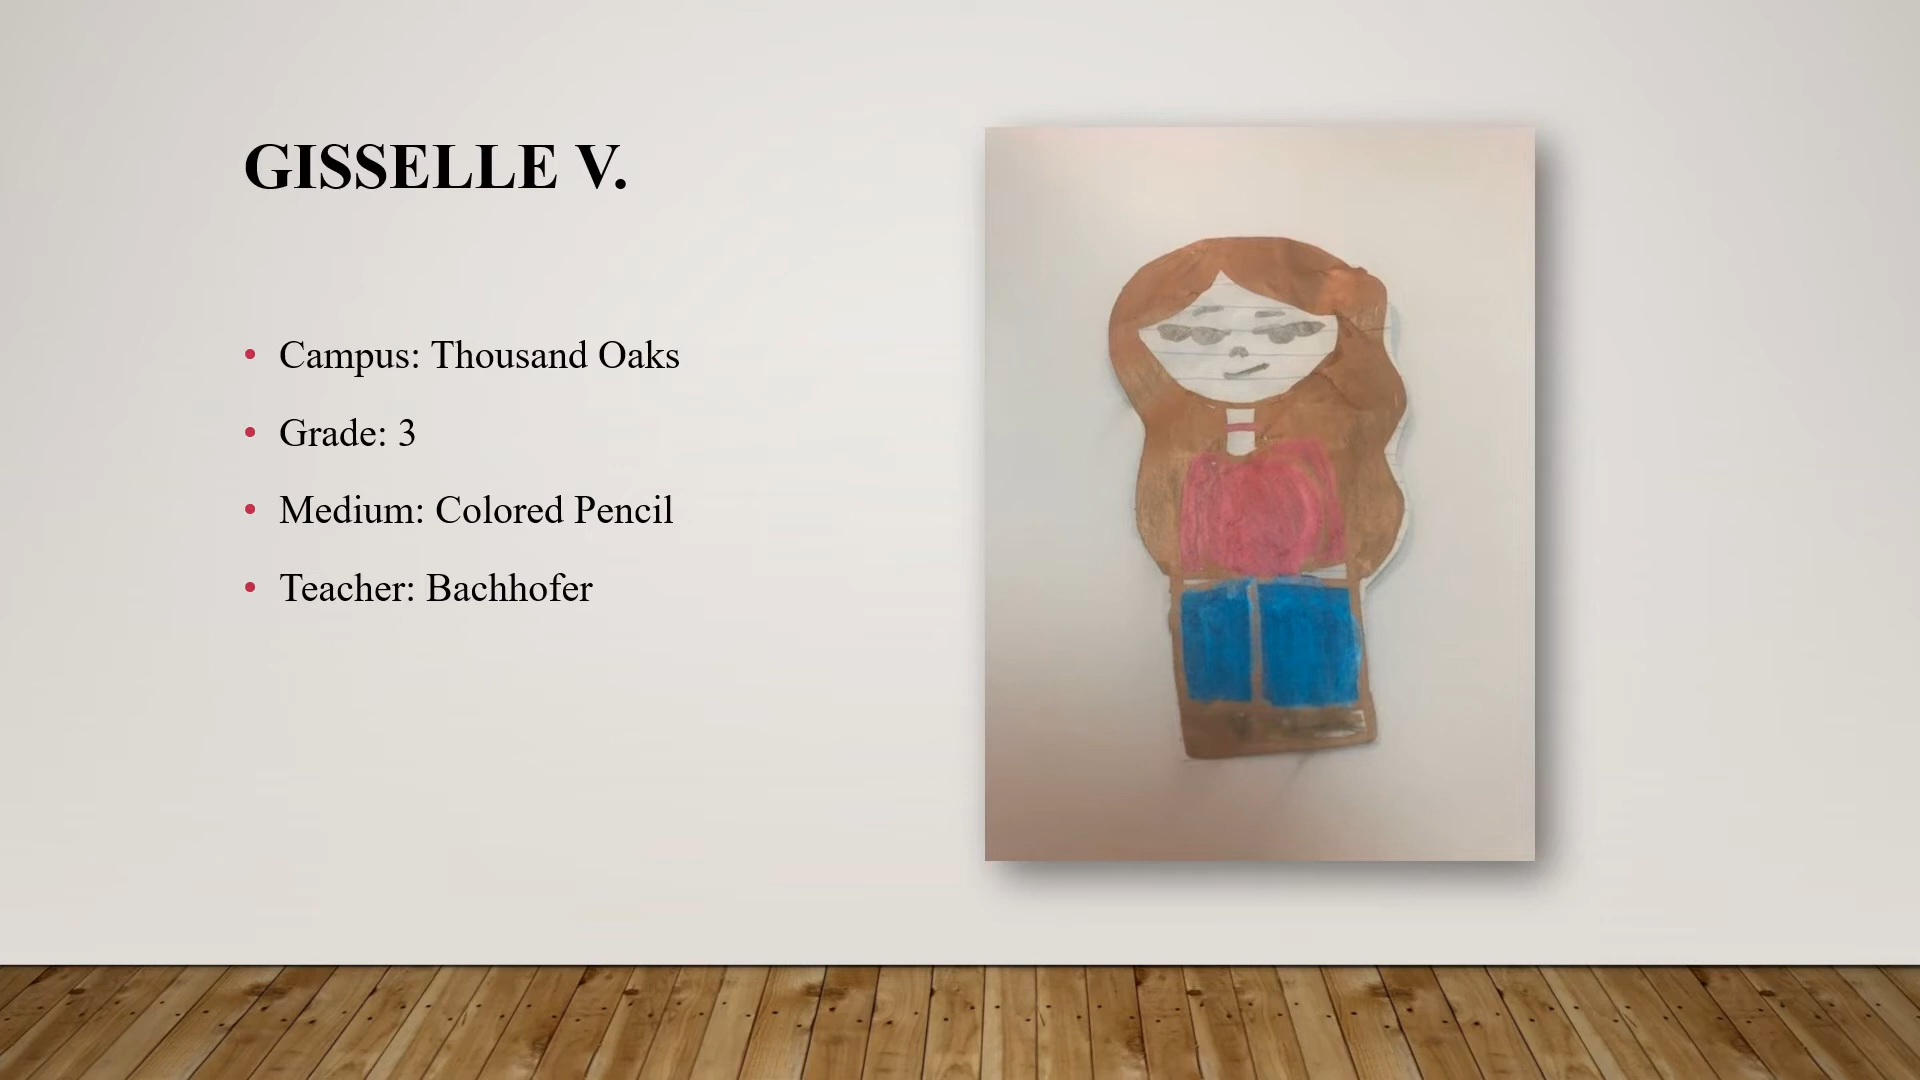 GISSELLE V.
Campus: Thousand Oaks
Grade: 3
Medium: Colored Pencil
Teacher: Bachhofer